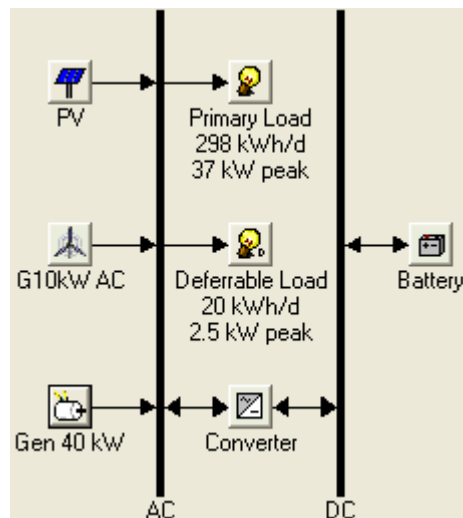 PV
Primary Load
298 kWh/d
37 kW peak
G10kW AC
Deferrable Load
20 kWh/d
2.5 kW peak
Battery
Gen 40 kW
Converter
AC
DC